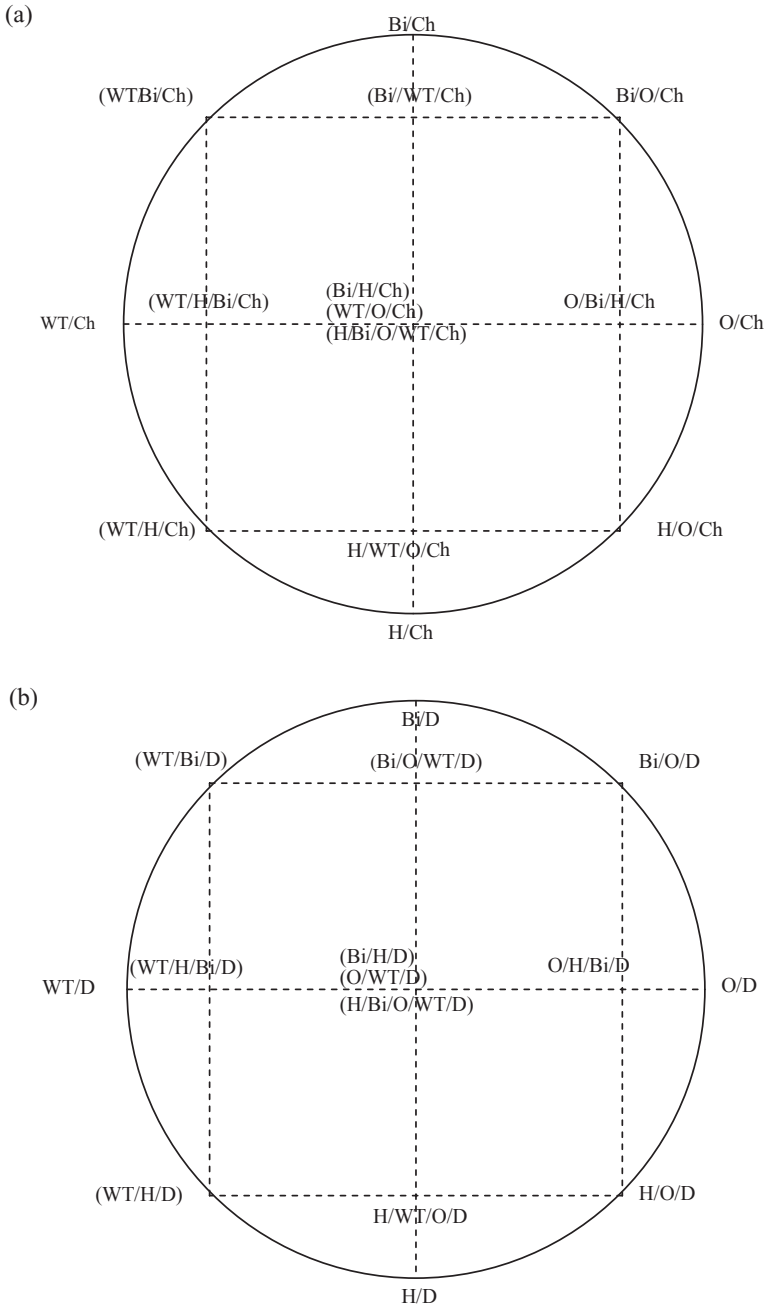 (a)
Bi/Ch
(WT/Bi/Ch)
(Bi//WT/Ch)
Bi/O/Ch
(Bi/H/Ch)
(WT/H/Bi/Ch)
O/Bi/H/Ch
(WT/O/Ch)
WT/Ch
O/Ch
(H/Bi/O/WT/Ch)
(WT/H/Ch)
H/O/Ch
H/WT/O/Ch
H/Ch
(b)
Bi/D
(WT/Bi/D)
(Bi/O/WT/D)
Bi/O/D
(Bi/H/D)
(WT/H/Bi/D)
O/H/Bi/D
(O/WT/D)
WT/D
O/D
(H/Bi/O/WT/D)
(WT/H/D)
H/O/D
H/WT/O/D
H/D